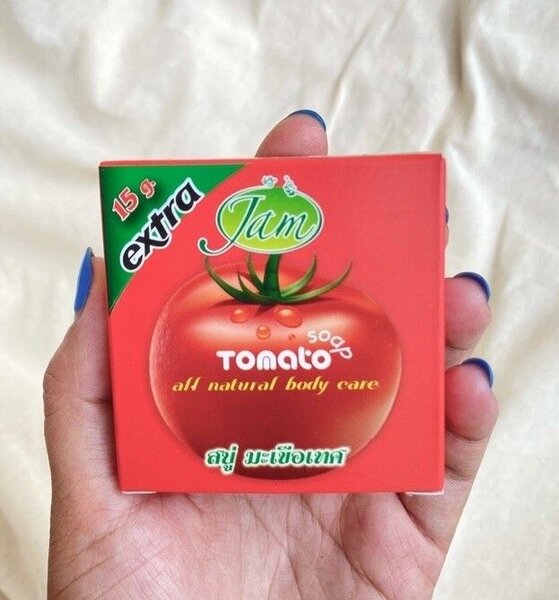 15 g.
extra
Jam
Tomato soap
all natural body care
สบู่ มะเขือเทศ